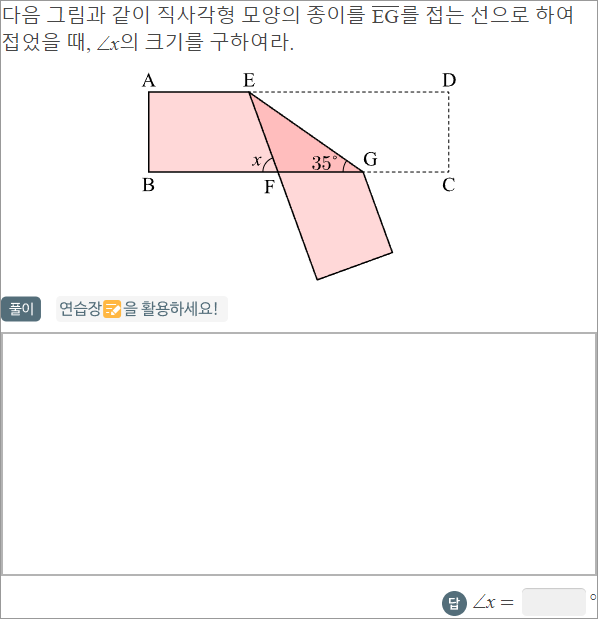 다음 그림과 같이 직사각형 모양의 종이를 EG를 접는 선으로 하여
접었을 때, ∠x의 크기를 구하여라.
A E D
x 35° G
B F C
풀이 연습장을 활용하세요!
답 ∠x = °